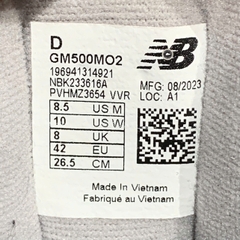 D
GM500MO2
196941314921
NBK233616A
PVHMZ3654 VVR
8.5 US M
10 US W
8 UK
42 EU
26.5 CM
NB
MFG: 08/2023
LOC: A1
Made in Vietnam
Fabriqué au Vietnam